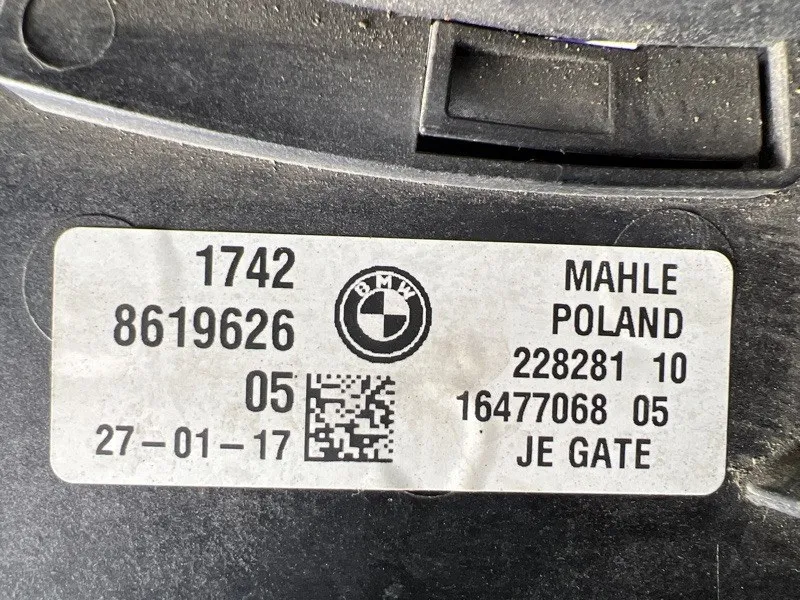 1742
8619626
05
27-01-17
BMW
MAHLE
POLAND
228281 10
16477068 05
JE GATE